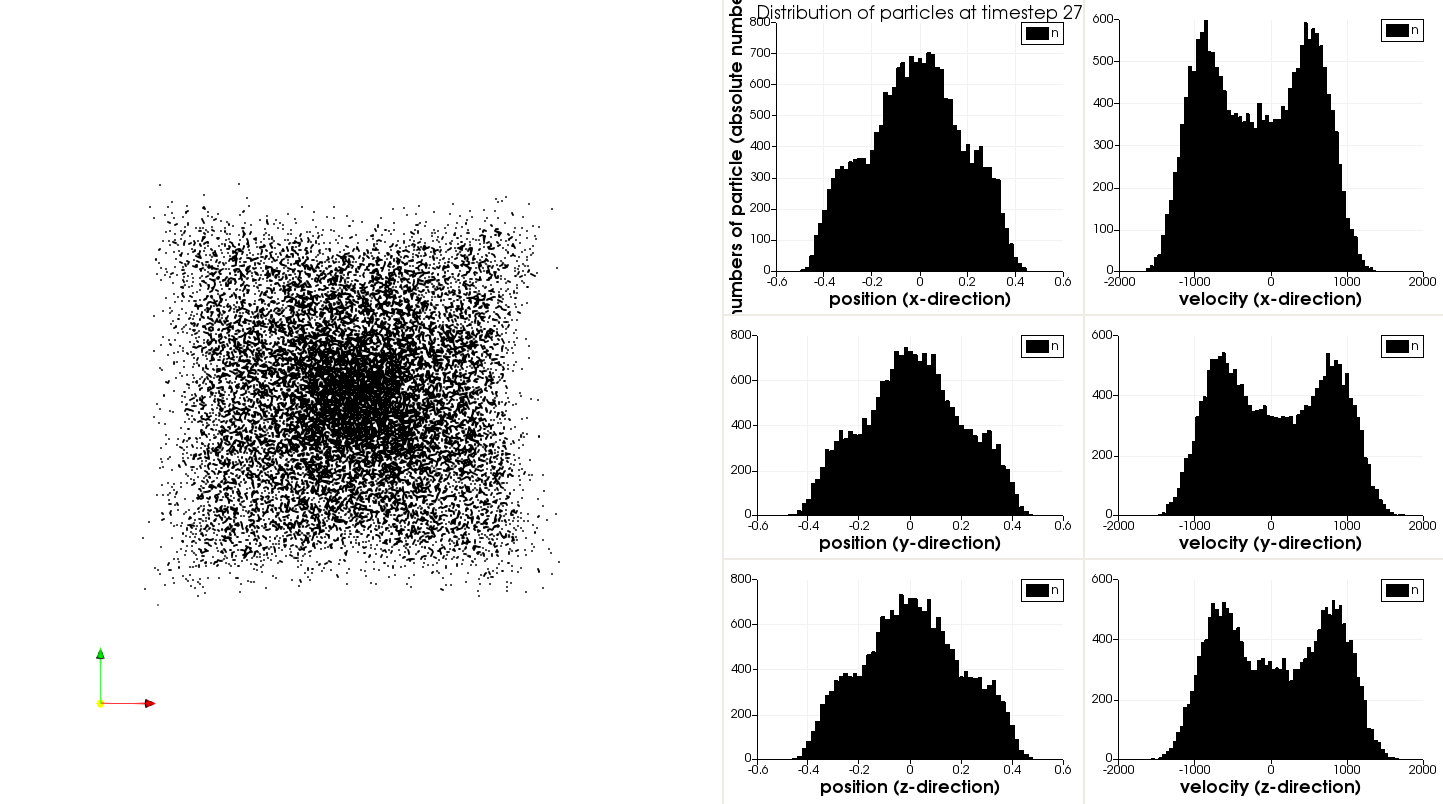 Distribution of particles at timestep 27
numbers of particle (absolute number
800
700
600
500
400
300
200
100
0
-0.6 -0.4 -0.2 0 0.2 0.4 0.6
position (x-direction)
n
600
500
400
300
200
100
0
-2000 -1000 0 1000 2000
velocity (x-direction)
n
800
600
400
200
0
-0.6 -0.4 -0.2 0 0.2 0.4 0.6
position (y-direction)
n
600
400
200
0
-2000 -1000 0 1000 2000
velocity (y-direction)
n
800
600
400
200
0
-0.6 -0.4 -0.2 0 0.2 0.4 0.6
position (z-direction)
n
600
400
200
0
-2000 -1000 0 1000 2000
velocity (z-direction)
n